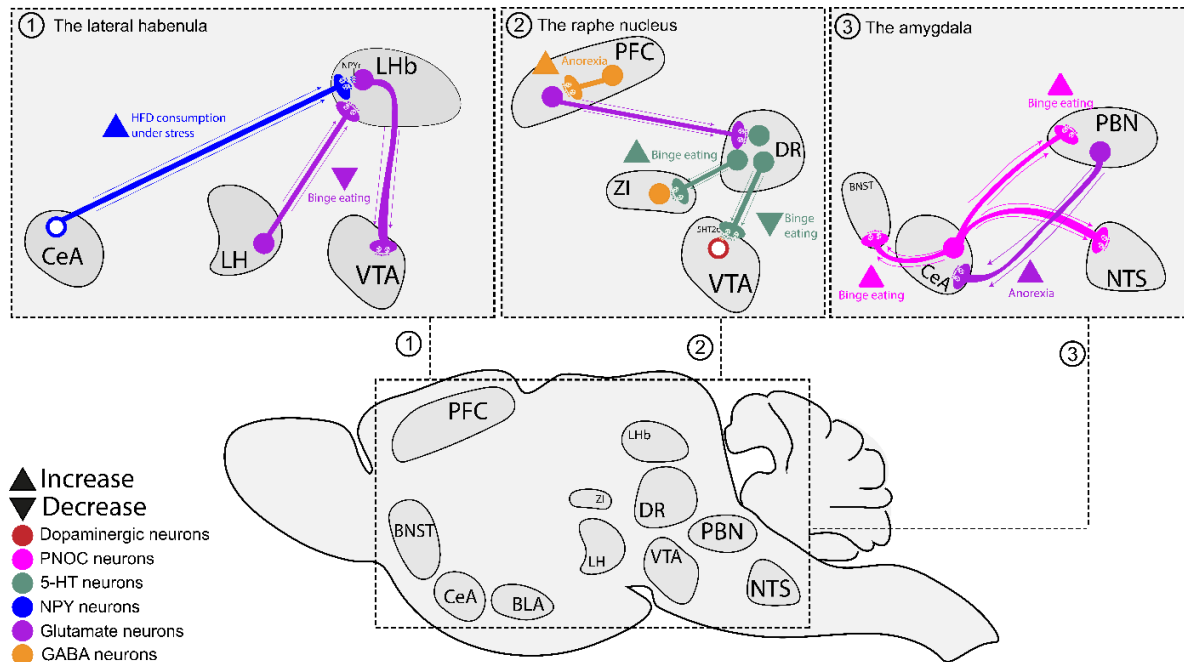 1 The lateral habenula
NPYr
LHb
HFD consumption
under stress
Binge eating
CeA
LH
VTA
2 The raphe nucleus
PFC
Anorexia
DR
Binge eating
ZI
Binge
eating
5HT2c
VTA
3 The amygdala
Binge eating
PBN
BNST
CeA
NTS
Binge eating
Anorexia
1
2
3
PFC
LHb
ZI
DR
BNST
PBN
LH
VTA
CeA
BLA
NTS
Increase
Decrease
Dopaminergic neurons
PNOC neurons
5-HT neurons
NPY neurons
Glutamate neurons
GABA neurons